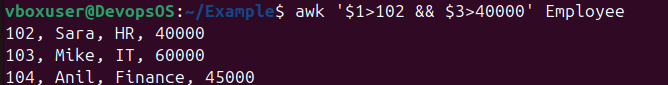 vboxuser@DevopsOS:~/Example$ awk '$1>102 && $3>40000' Employee
102, Sara, HR, 40000
103, Mike, IT, 60000
104, Anil, Finance, 45000